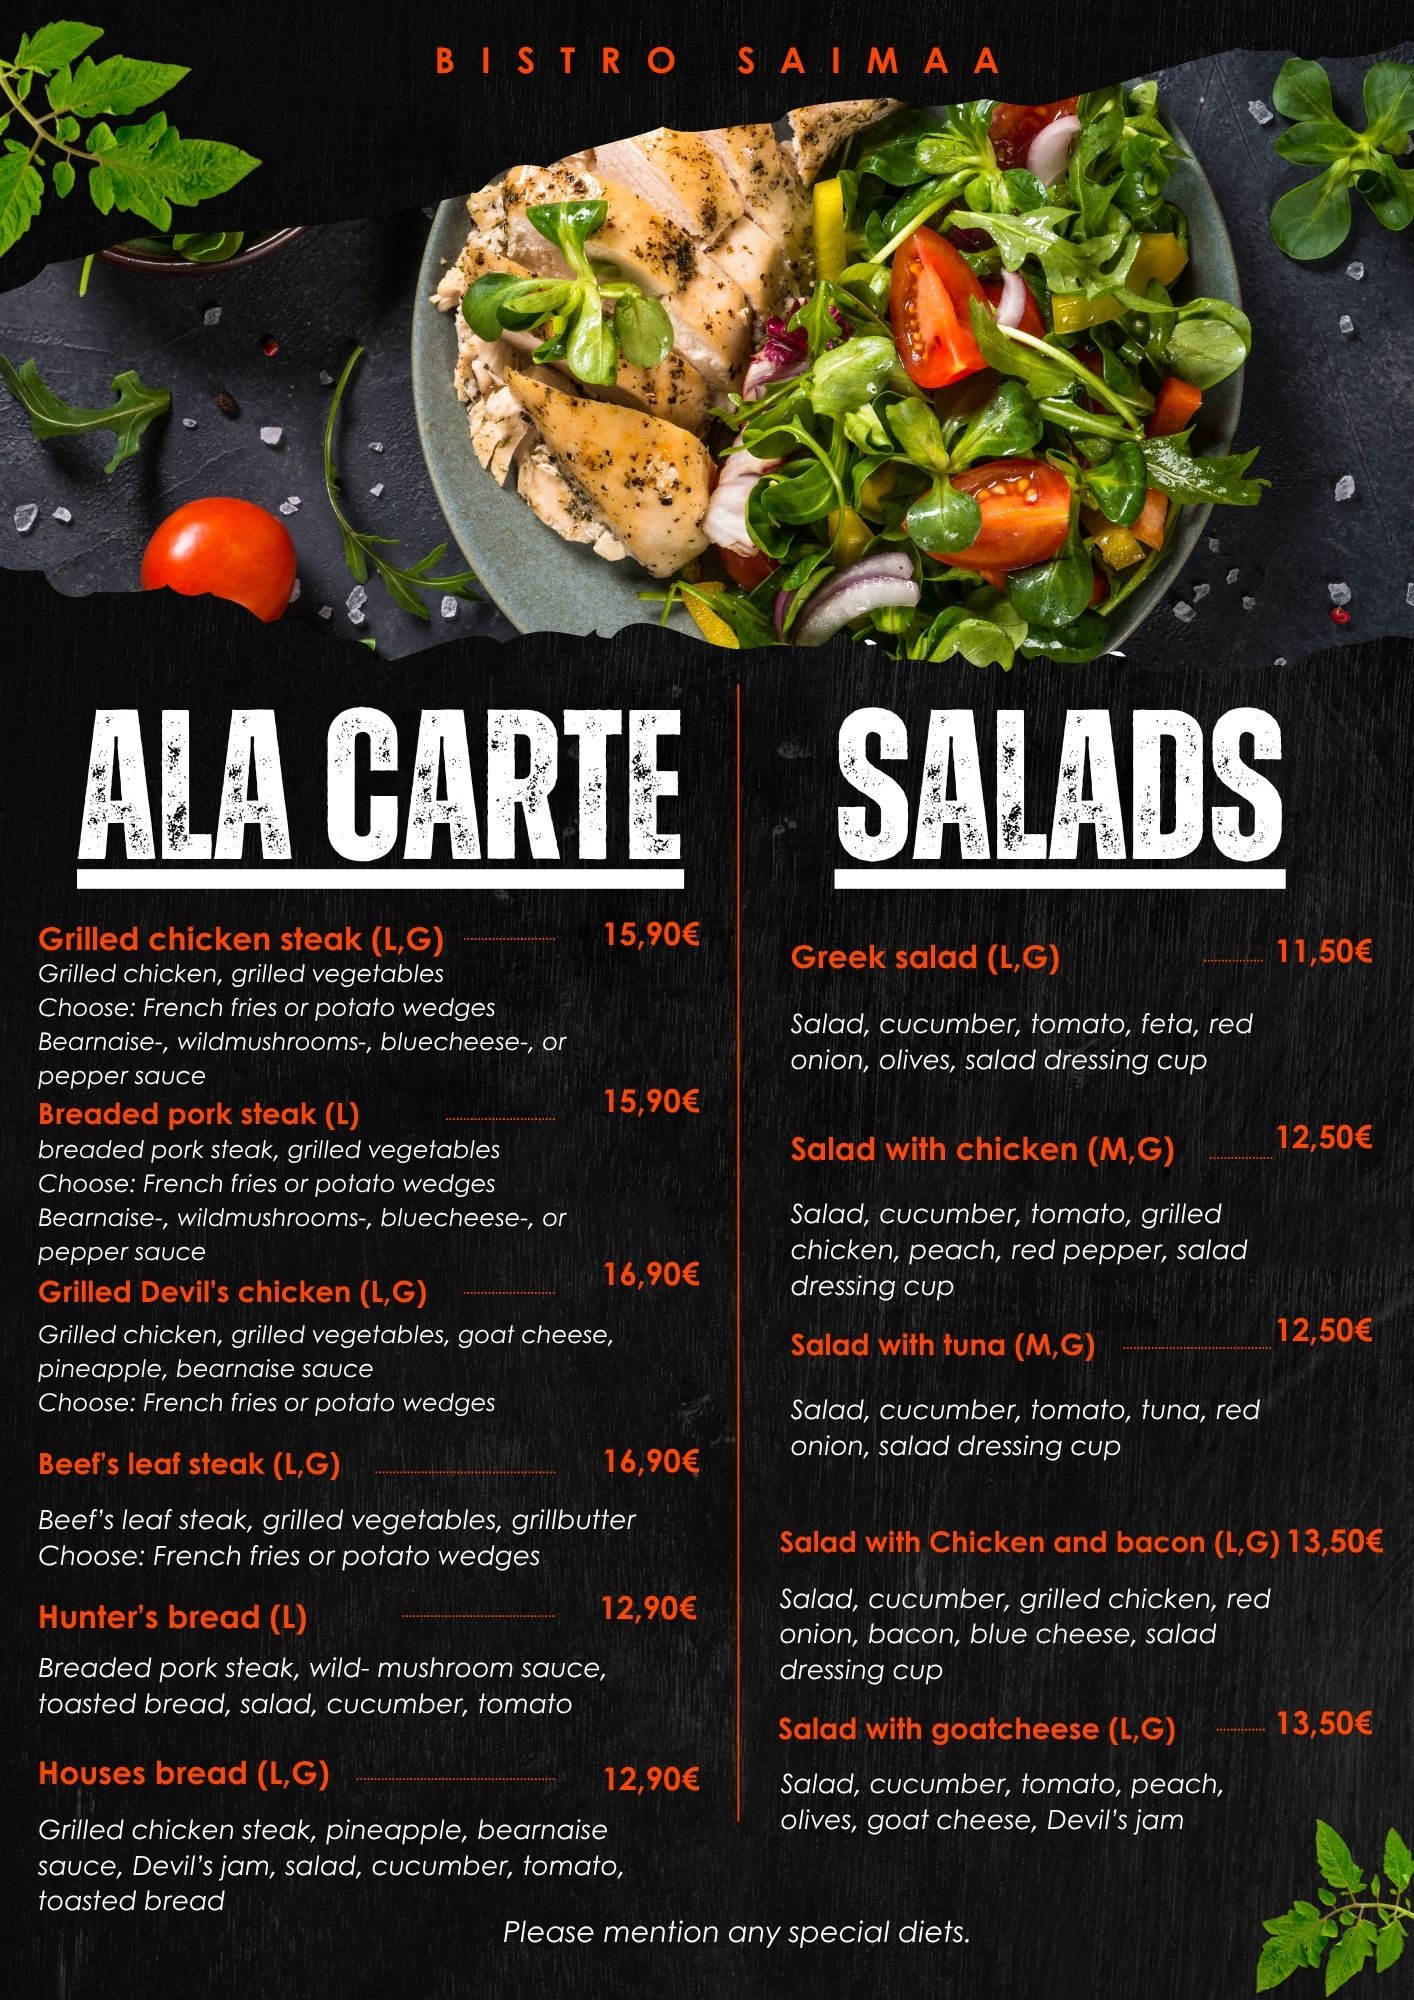 BISTRO SAIMAA
ALA CARTE
Grilled chicken steak (L,G) 15,90€
Grilled chicken, grilled vegetables
Choose: French fries or potato wedges
Bearnaise-, wildmushrooms-, bluecheese-, or
pepper sauce
Breaded pork steak (L) 15,90€
breaded pork steak, grilled vegetables
Choose: French fries or potato wedges
Bearnaise-, wildmushrooms-, bluecheese-, or
pepper sauce
Grilled Devil's chicken (L,G) 16,90€
Grilled chicken, grilled vegetables, goat cheese,
pineapple, bearnaise sauce
Choose: French fries or potato wedges
Beef's leaf steak (L,G) 16,90€
Beef's leaf steak, grilled vegetables, grillbutter
Choose: French fries or potato wedges
Hunter's bread (L) 12,90€
Breaded pork steak, wild- mushroom sauce,
toasted bread, salad, cucumber, tomato
Houses bread (L,G) 12,90€
Grilled chicken steak, pineapple, bearnaise
sauce, Devil's jam, salad, cucumber, tomato,
toasted bread
SALADS
Greek salad (L,G) 11,50€
Salad, cucumber, tomato, feta, red
onion, olives, salad dressing cup
Salad with chicken (M,G) 12,50€
Salad, cucumber, tomato, grilled
chicken, peach, red pepper, salad
dressing cup
Salad with tuna (M,G) 12,50€
Salad, cucumber, tomato, tuna, red
onion, salad dressing cup
Salad with Chicken and bacon (L,G) 13,50€
Salad, cucumber, grilled chicken, red
onion, bacon, blue cheese, salad
dressing cup
Salad with goatcheese (L,G) 13,50€
Salad, cucumber, tomato, peach,
olives, goat cheese, Devil's jam
Please mention any special diets.